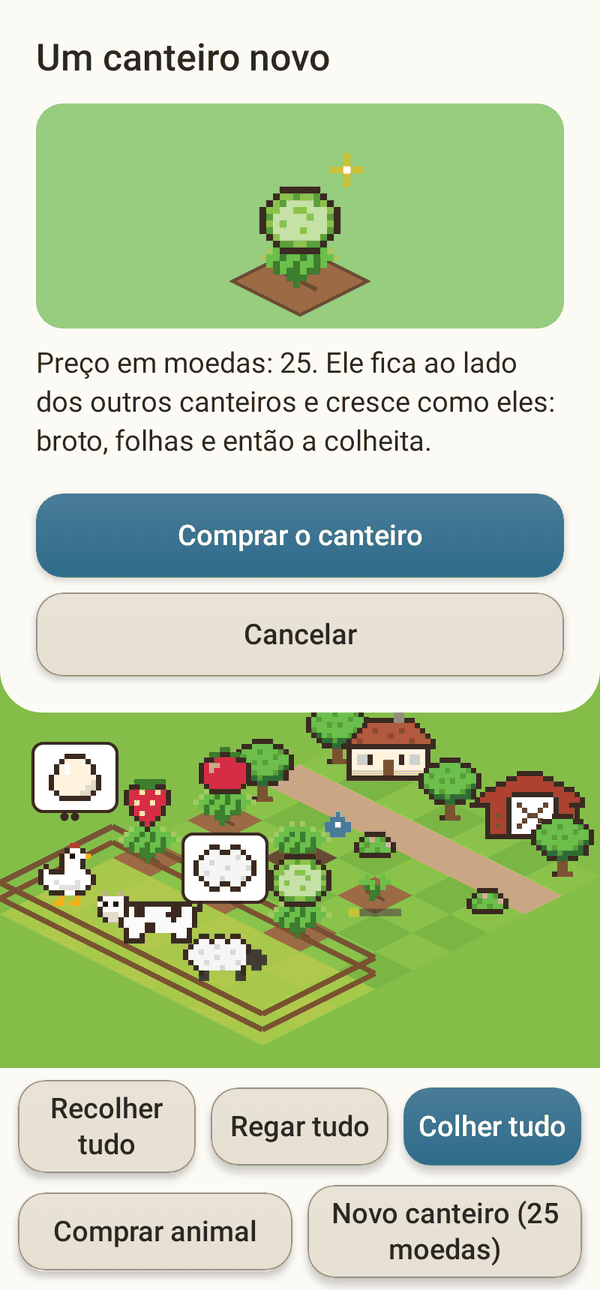 Um canteiro novo
Preço em moedas: 25. Ele fica ao lado
dos outros canteiros e cresce como eles:
broto, folhas e então a colheita.
Comprar o canteiro
Cancelar
Recolher
tudo
Regar tudo
Colher tudo
Comprar animal
Novo canteiro (25
moedas)